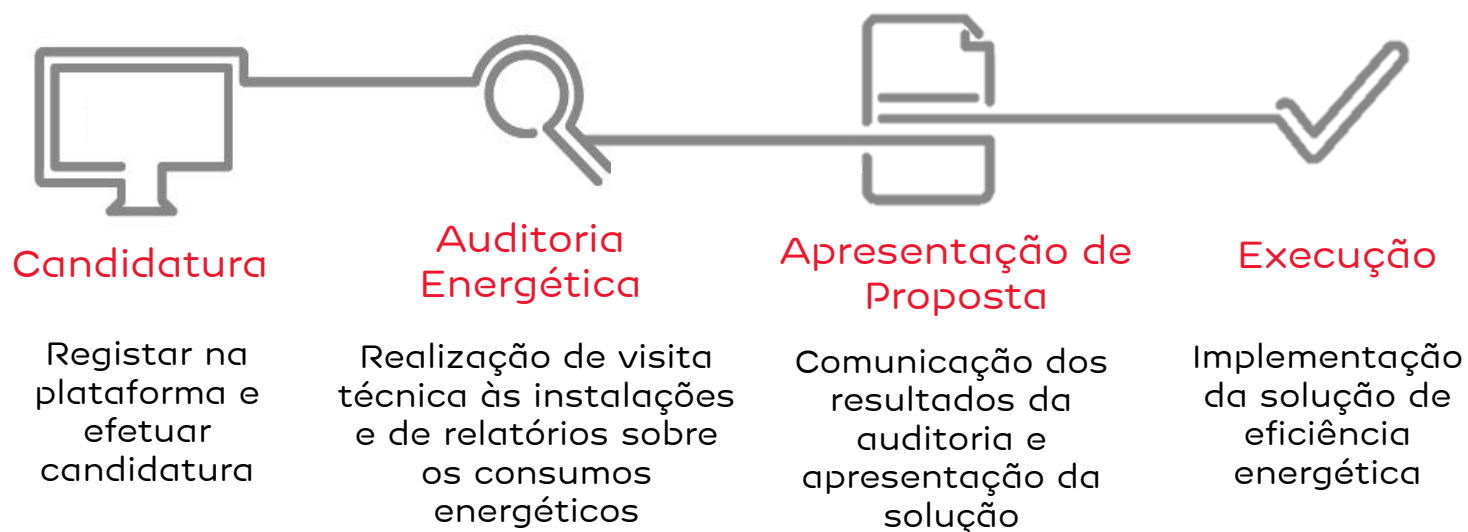 Candidatura
Registar na
plataforma e
efetuar
candidatura
Auditoria
Energética
Realização de visita
técnica às instalações
e de relatórios sobre
os consumos
energéticos
Apresentação de
Proposta
Comunicação dos
resultados da
auditoria e
apresentação da
solução
Execução
Implementação
da solução de
eficiência
energética